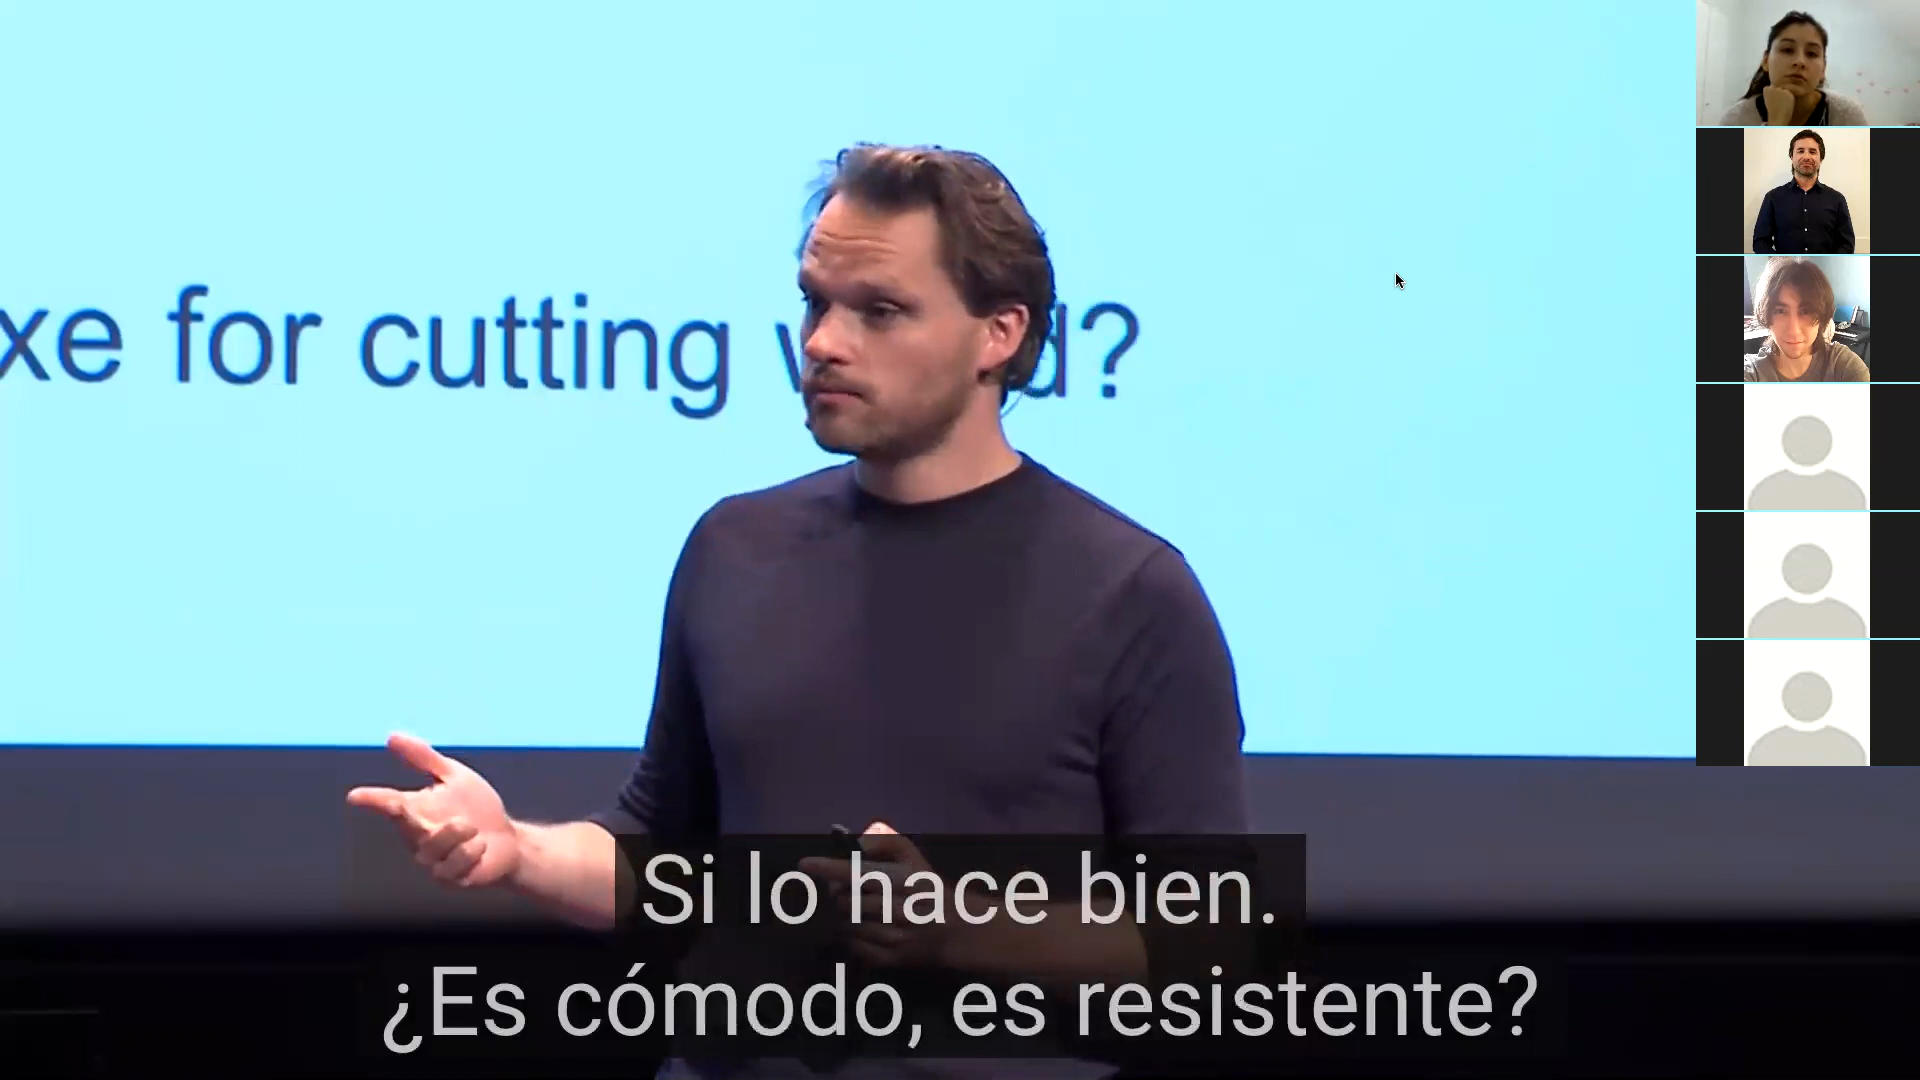 xe for cutting
d?
Si lo hace bien.
¿Es cómodo, es resistente?